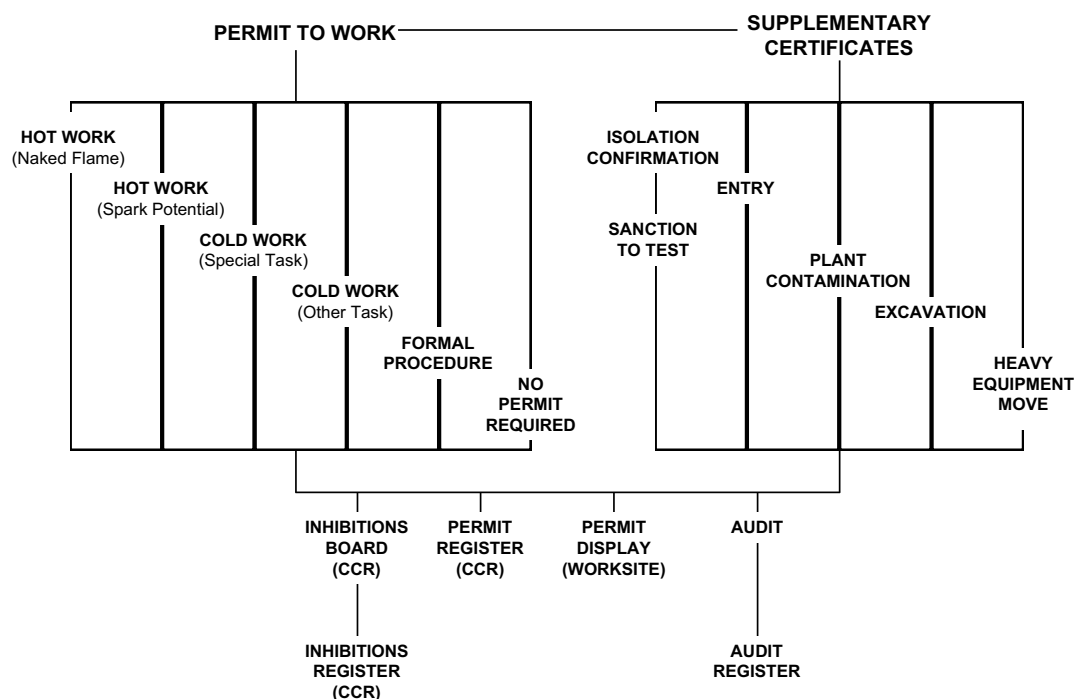 PERMIT TO WORK
SUPPLEMENTARY
CERTIFICATES
HOT WORK
(Naked Flame)
HOT WORK
(Spark Potential)
COLD WORK
(Special Task)
COLD WORK
(Other Task)
FORMAL
PROCEDURE
NO
PERMIT
REQUIRED
ISOLATION
CONFIRMATION
SANCTION
TO TEST
ENTRY
PLANT
CONTAMINATION
EXCAVATION
HEAVY
EQUIPMENT
MOVE
INHIBITIONS
BOARD
(CCR)
PERMIT
REGISTER
(CCR)
PERMIT
DISPLAY
(WORKSITE)
AUDIT
INHIBITIONS
REGISTER
(CCR)
AUDIT
REGISTER